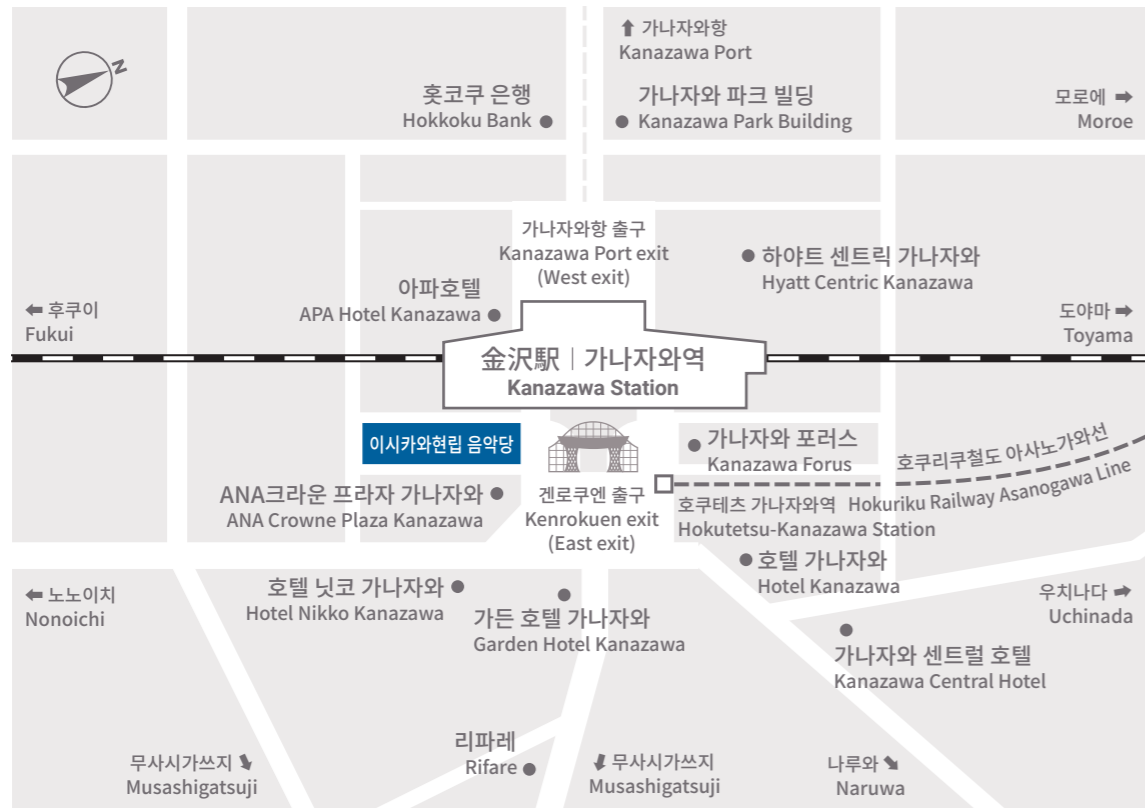 N
⬆ 가나자와항
Kanazawa Port
홋코쿠 은행
Hokkoku Bank
가나자와 파크 빌딩
Kanazawa Park Building
모로에 ➡
Moroe
가나자와항 출구
Kanazawa Port exit
(West exit)
하야트 센트릭 가나자와
Hyatt Centric Kanazawa
아파호텔
APA Hotel Kanazawa
⬅ 후쿠이
Fukui
도야마 ➡
Toyama
金沢駅｜가나자와역
Kanazawa Station
이시카와현립 음악당
가나자와 포러스
Kanazawa Forus
호쿠리쿠철도 아사노가와선
Hokuriku Railway Asanogawa Line
ANA크라운 프라자 가나자와
ANA Crowne Plaza Kanazawa
겐로쿠엔 출구
Kenrokuen exit
(East exit)
호쿠테츠 가나자와역
Hokutetsu-Kanazawa Station
호텔 가나자와
Hotel Kanazawa
⬅ 노노이치
Nonoichi
호텔 닛코 가나자와
Hotel Nikko Kanazawa
가든 호텔 가나자와
Garden Hotel Kanazawa
우치나다 ➡
Uchinada
가나자와 센트럴 호텔
Kanazawa Central Hotel
리파레
Rifare
무사시가쓰지 ⬊
Musashigatsuji
⬋ 무사시가쓰지
Musashigatsuji
나루와 ⬊
Naruwa